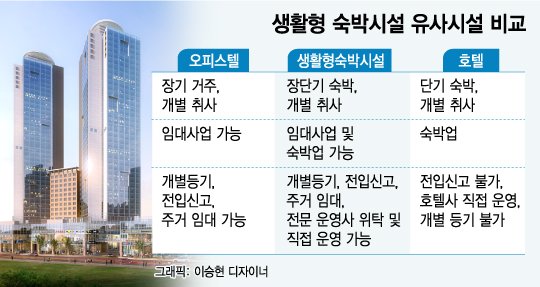 생활형 숙박시설 유사시설 비교
오피스텔
생활형숙박시설
호텔
장기 거주,
개별 취사
장단기 숙박,
개별 취사
단기 숙박,
개별 취사
임대사업 가능
임대사업 및
숙박업 가능
숙박업
개별등기,
전입신고,
주거 임대 가능
개별등기, 전입신고,
주거 임대,
전문 운영사 위탁 및
직접 운영 가능
전입신고 불가,
호텔사 직접 운영,
개별 등기 불가
그래픽: 이승현 디자이너